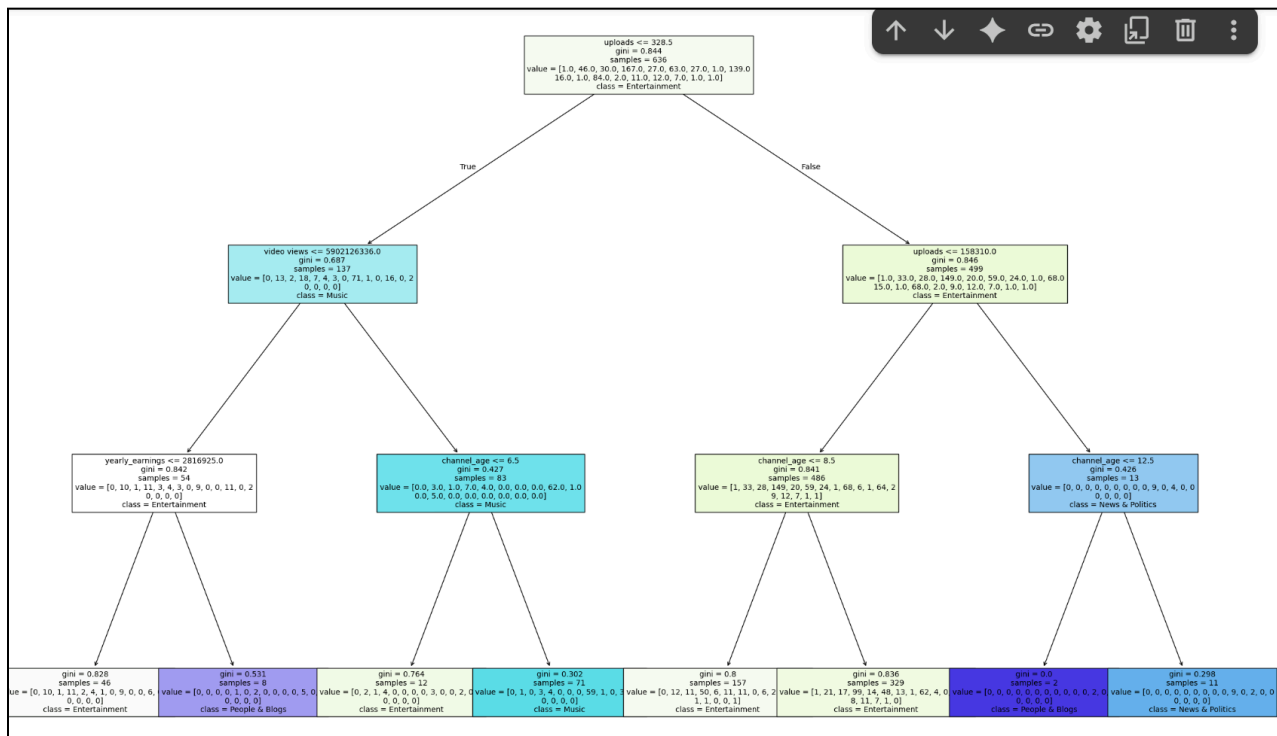 uploads <= 328.5
gini = 0.844
samples = 636
value = [1.0, 46.0, 30.0, 167.0, 27.0, 63.0, 27.0, 1.0, 139.0
16.0, 1.0, 84.0, 2.0, 11.0, 12.0, 7.0, 1.0, 1.0]
class = Entertainment
True
False
video views <= 5902126336.0
gini = 0.687
samples = 137
value = [0, 13, 2, 18, 7, 4, 3, 0, 71, 1, 0, 16, 0, 2
0, 0, 0, 0]
class = Music
uploads <= 158310.0
gini = 0.846
samples = 499
value = [1.0, 33.0, 28.0, 149.0, 20.0, 59.0, 24.0, 1.0, 68.0
15.0, 1.0, 68.0, 2.0, 9.0, 12.0, 7.0, 1.0, 1.0]
class = Entertainment
yearly_earnings <= 2816925.0
gini = 0.842
samples = 54
value = [0, 10, 1, 11, 3, 4, 3, 0, 9, 0, 0, 11, 0, 2
0, 0, 0, 0]
class = Entertainment
channel_age <= 6.5
gini = 0.427
samples = 83
value = [0.0, 3.0, 1.0, 7.0, 4.0, 0.0, 0.0, 0.0, 62.0, 1.0
0.0, 5.0, 0.0, 0.0, 0.0, 0.0, 0.0, 0.0]
class = Music
channel_age <= 8.5
gini = 0.841
samples = 486
value = [1, 33, 28, 149, 20, 59, 24, 1, 68, 6, 1, 64, 2
9, 12, 7, 1, 1]
class = Entertainment
channel_age <= 12.5
gini = 0.426
samples = 13
value = [0, 0, 0, 0, 0, 0, 0, 0, 0, 9, 0, 4, 0, 0
0, 0, 0, 0]
class = News & Politics
gini = 0.828
samples = 46
ue = [0, 10, 1, 11, 2, 4, 1, 0, 9, 0, 0, 6,
0, 0, 0, 0]
class = Entertainment
gini = 0.531
samples = 8
value = [0, 0, 0, 0, 1, 0, 2, 0, 0, 0, 0, 5, 0,
0, 0, 0, 0]
class = People & Blogs
gini = 0.764
samples = 12
value = [0, 2, 1, 4, 0, 0, 0, 0, 3, 0, 0, 2, 0
0, 0, 0, 0]
class = Entertainment
gini = 0.302
samples = 71
value = [0, 1, 0, 3, 4, 0, 0, 0, 59, 1, 0, 3
0, 0, 0, 0]
class = Music
gini = 0.8
samples = 157
value = [0, 12, 11, 50, 6, 11, 11, 0, 6, 2
1, 1, 0, 0, 1]
class = Entertainment
gini = 0.836
samples = 329
value = [1, 21, 17, 99, 14, 48, 13, 1, 62, 4, 0
8, 11, 7, 1, 0]
class = Entertainment
gini = 0.0
samples = 2
value = [0, 0, 0, 0, 0, 0, 0, 0, 0, 0, 0, 2, 0
0, 0, 0, 0]
class = People & Blogs
gini = 0.298
samples = 11
value = [0, 0, 0, 0, 0, 0, 0, 0, 0, 9, 0, 2, 0, 0
0, 0, 0, 0]
class = News & Politics